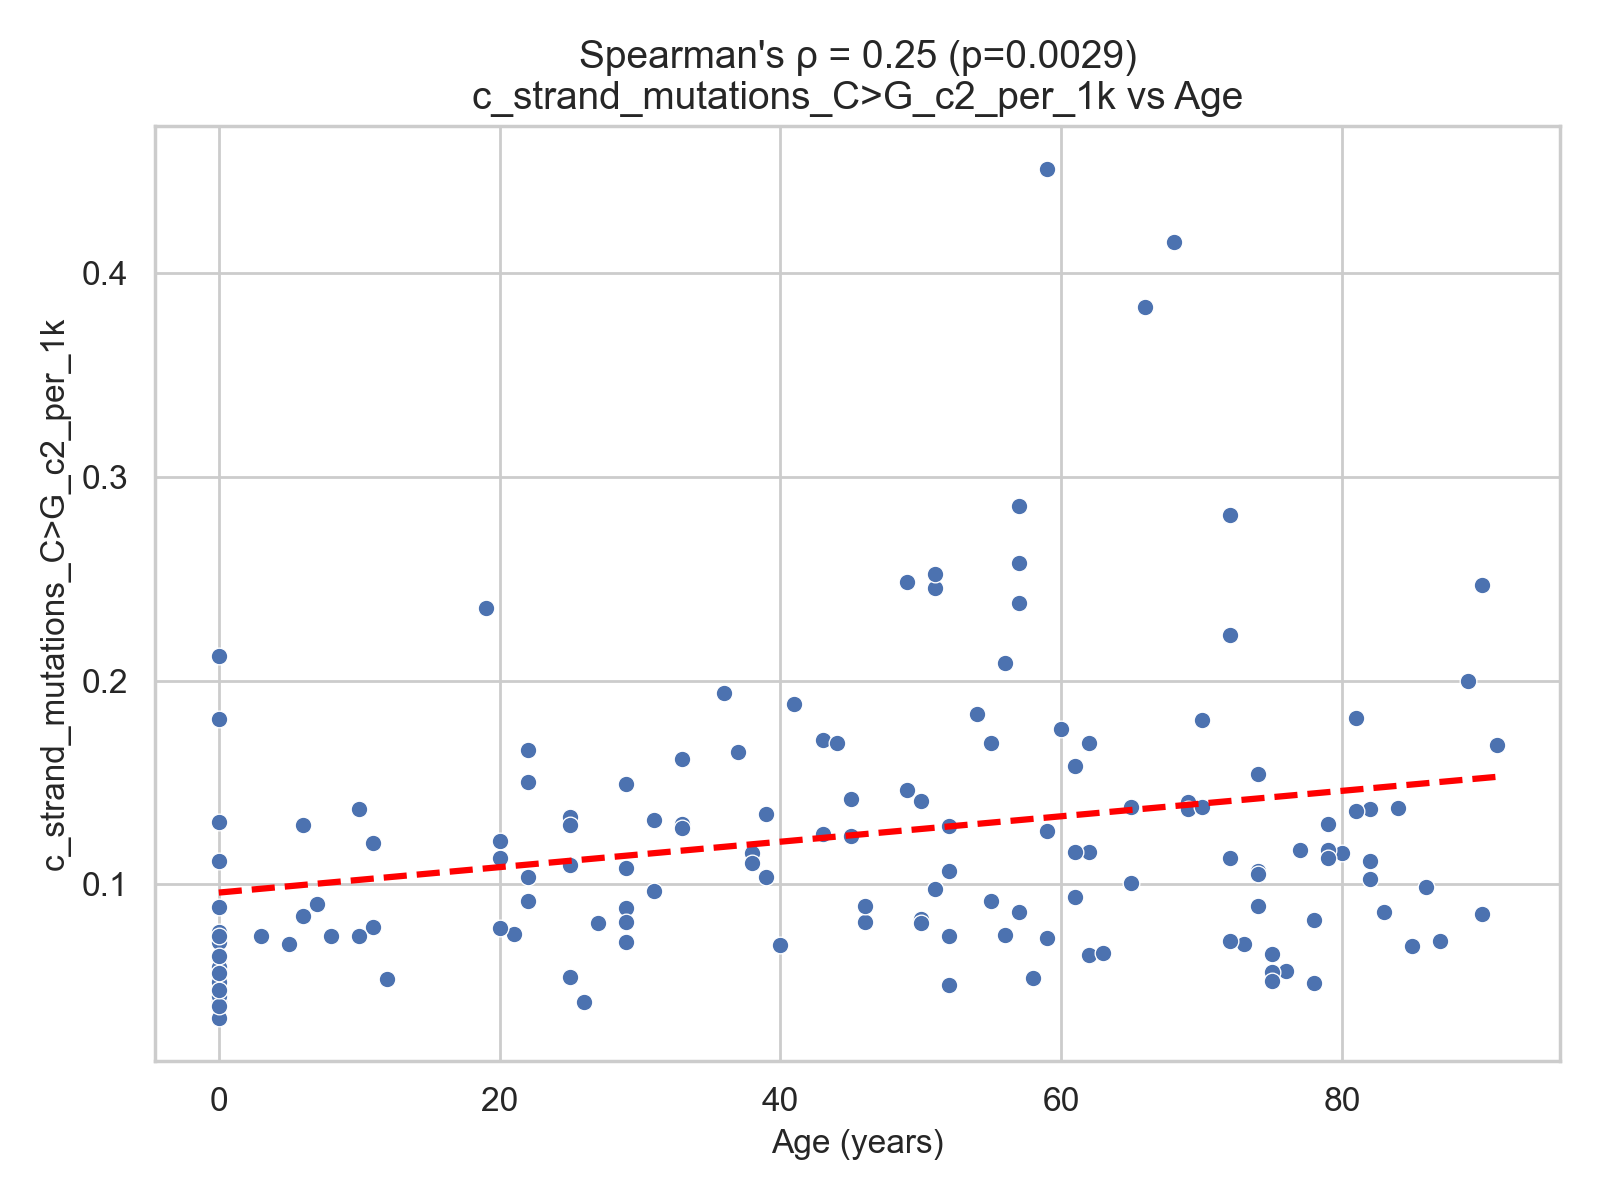 Spearman's ρ = 0.25 (p=0.0029)
c_strand_mutations_C>G_c2_per_1k vs Age
c_strand_mutations_C>G_c2_per_1k
0.4
0.3
0.2
0.1
0 20 40 60 80
Age (years)